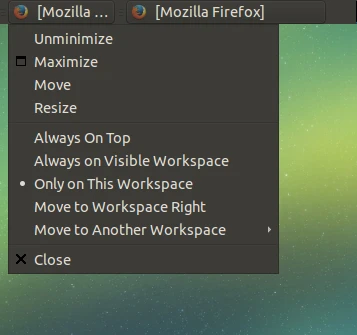 [Mozilla ... [Mozilla Firefox]
Unminimize
Maximize
Move
Resize
Always On Top
Always on Visible Workspace
Only on This Workspace
Move to Workspace Right
Move to Another Workspace
Close